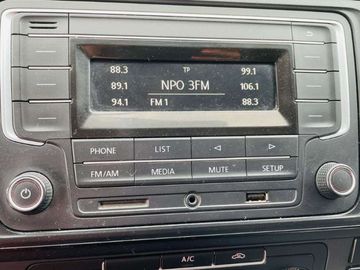 88.3 TP 99.1
89.1 NPO 3FM 106.1
94.1 FM 1 88.3
PHONE LIST
FM/AM MEDIA MUTE SETUP
A/C